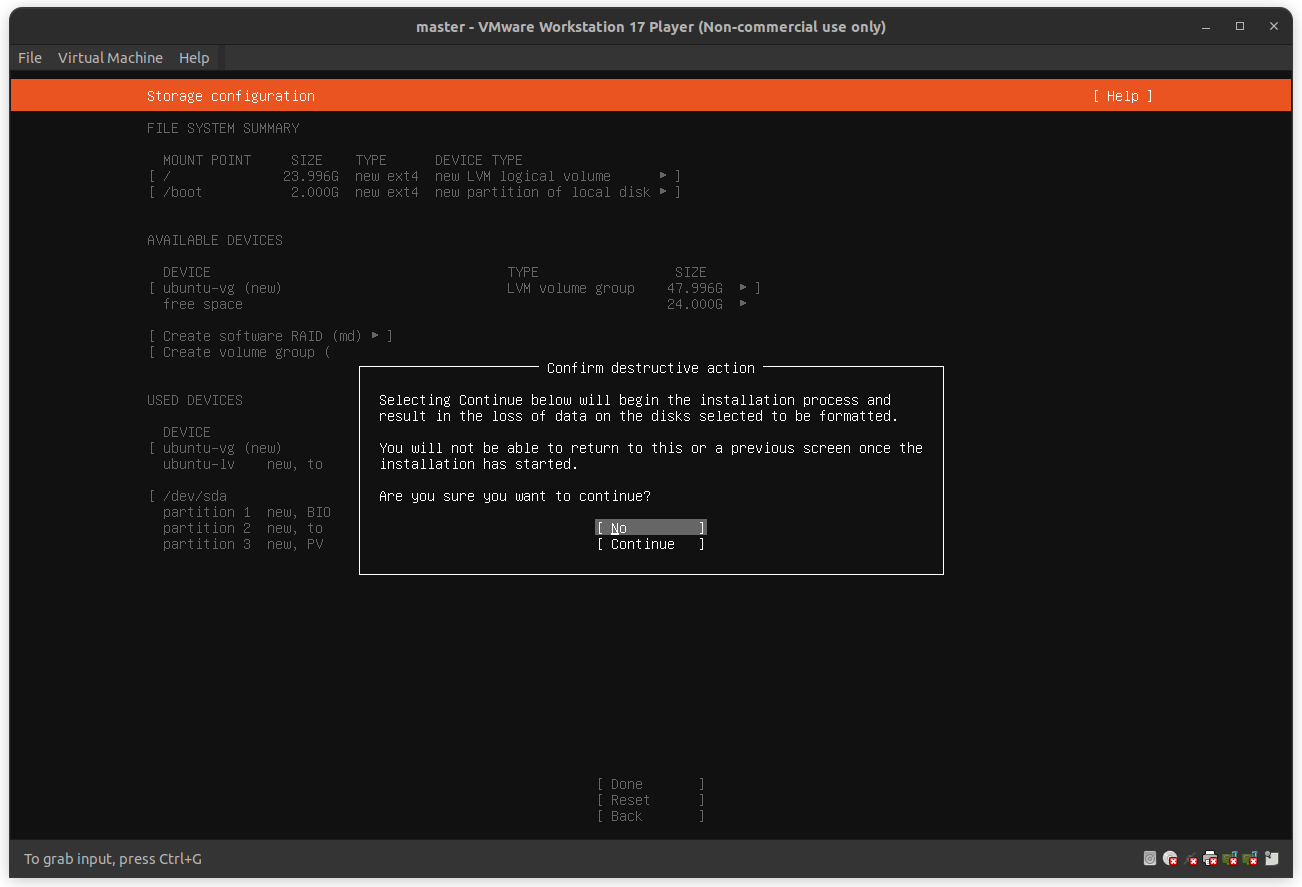 master - VMware Workstation 17 Player (Non-commercial use only)
File Virtual Machine Help
Storage configuration [ Help ]
FILE SYSTEM SUMMARY
MOUNT POINT SIZE TYPE DEVICE TYPE
[ / 23.996G new ext4 new LVM logical volume ▸ ]
[ /boot 2.000G new ext4 new partition of local disk ▸ ]
AVAILABLE DEVICES
DEVICE TYPE SIZE
[ ubuntu-vg (new) LVM volume group 47.996G ▸ ]
free space 24.000G ▸
[ Create software RAID (md) ▸ ]
[ Create volume group (
USED DEVICES
DEVICE
[ ubuntu-vg (new)
ubuntu-lv new, to
[ /dev/sda
partition 1 new, BIO
partition 2 new, to
partition 3 new, PV
Confirm destructive action
Selecting Continue below will begin the installation process and
result in the loss of data on the disks selected to be formatted.
You will not be able to return to this or a previous screen once the
installation has started.
Are you sure you want to continue?
[ No ]
[ Continue ]
[ Done ]
[ Reset ]
[ Back ]
To grab input, press Ctrl+G